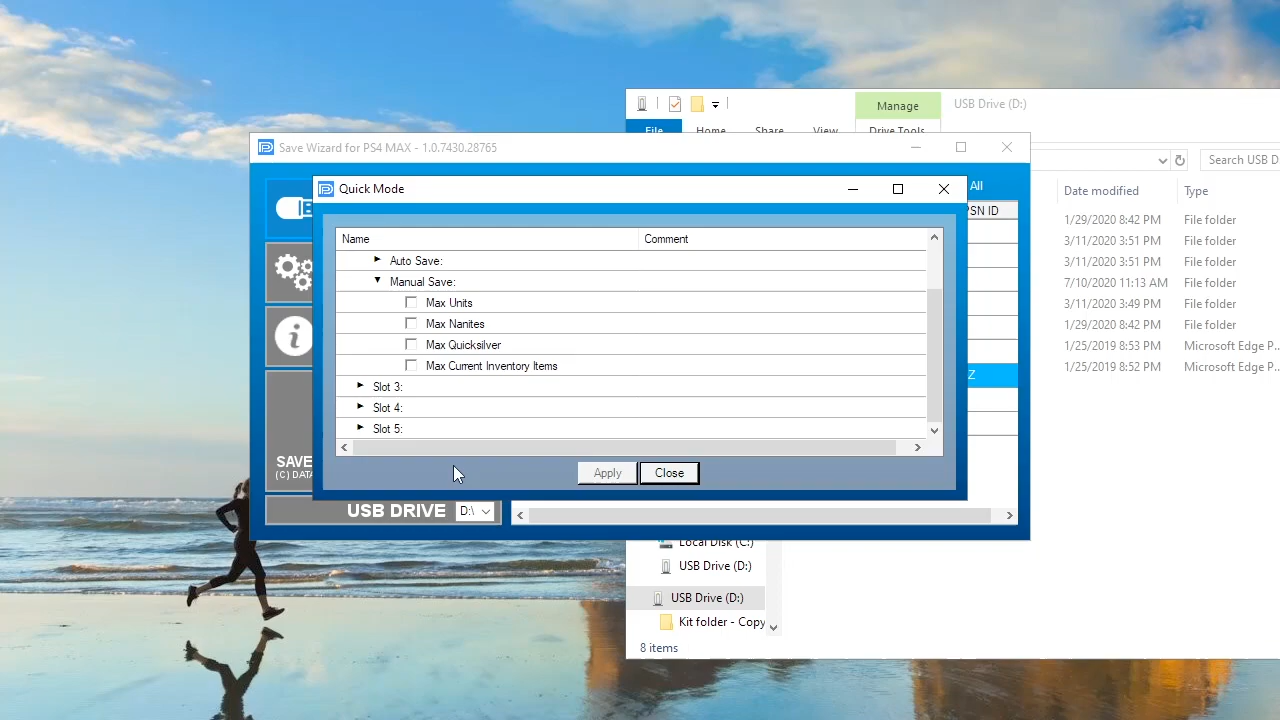 Manage
USB Drive (D:)
File
Home
Share
View
Drive Tools
Save Wizard for PS4 MAX - 1.0.7430.28765
Search USB D
Quick Mode
All
Date modified
Type
PSN ID
Name
Comment
1/29/2020 8:42 PM
File folder
3/11/2020 3:51 PM
File folder
Auto Save:
3/11/2020 3:51 PM
File folder
Manual Save:
7/10/2020 11:13 AM
File folder
Max Units
3/11/2020 3:49 PM
File folder
Max Nanites
1/29/2020 8:42 PM
File folder
Max Quicksilver
1/25/2019 8:53 PM
Microsoft Edge P...
Max Current Inventory Items
1/25/2019 8:52 PM
Microsoft Edge P...
Z
Slot 3:
Slot 4:
Slot 5:
SAVE
(C) DATA
Apply
Close
USB DRIVE
D:\
Local Disk (C:)
USB Drive (D:)
USB Drive (D:)
Kit folder - Copy
8 items